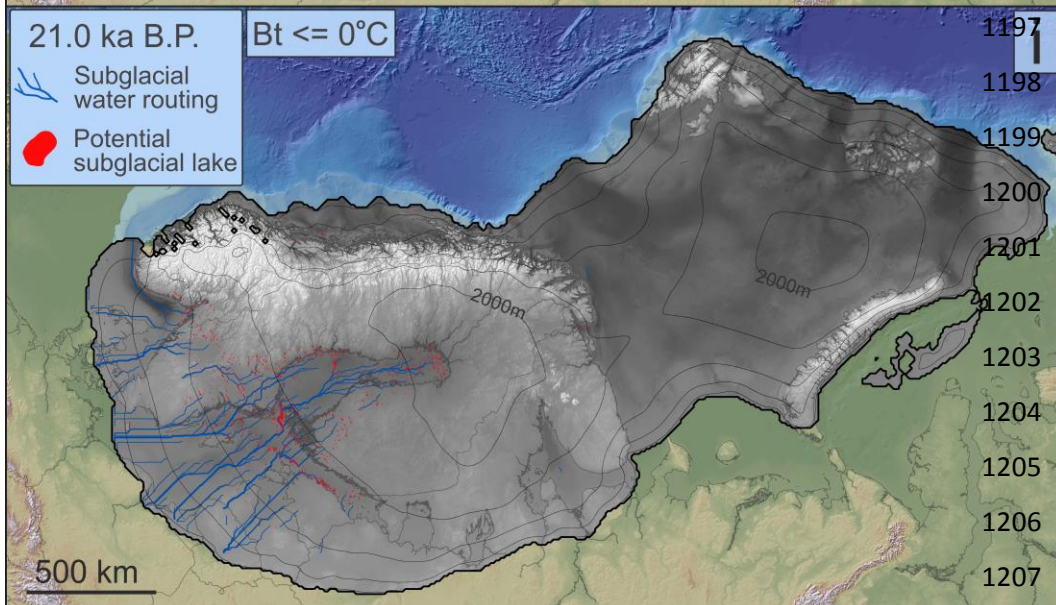 21.0 ka B.P.
Bt <= 0°C
Subglacial
water routing
Potential
subglacial lake
2000m
2000m
500 km
1197
1198
1199
1200
1201
1202
1203
1204
1205
1206
1207